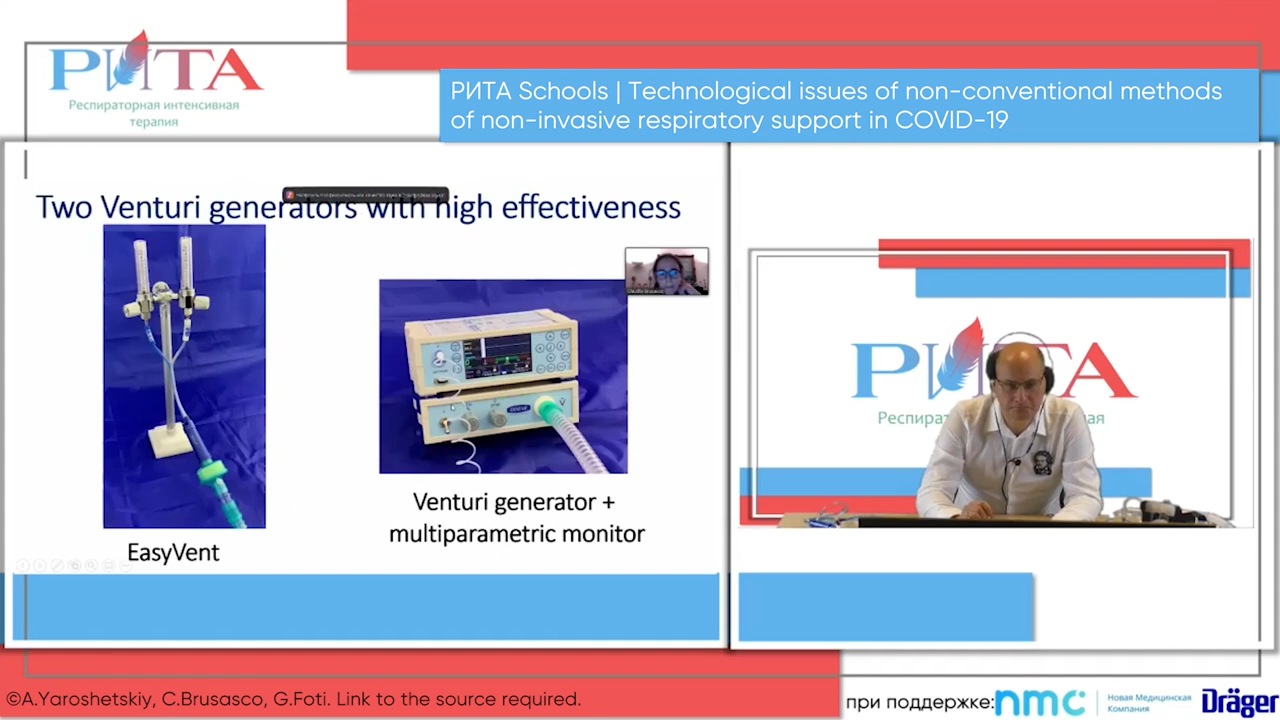 РИТА
Респираторная интенсивная
терапия
РИТА Schools | Technological issues of non-conventional methods
of non-invasive respiratory support in COVID-19
Two Venturi generators with high effectiveness
EasyVent
Venturi generator +
multiparametric monitor
РИТА
©A.Yaroshetskiy, C.Brusasco, G.Foti. Link to the source required.
при поддержке:
nmc
Новая Медицинская
Компания
Dräger